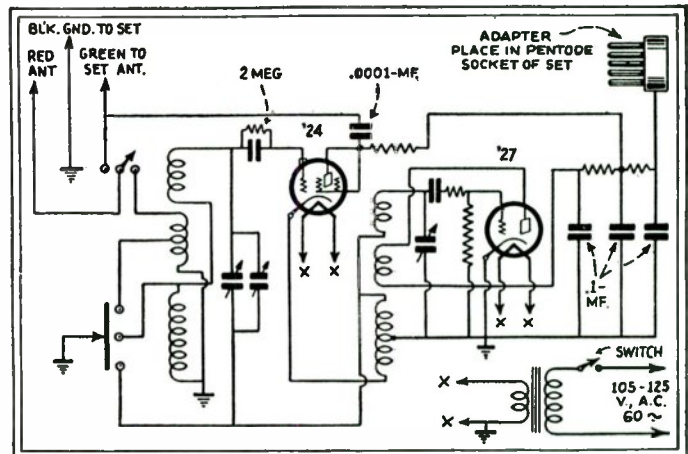 BLK. GND. TO SET
RED
ANT
GREEN TO
SET ANT.
2 MEG
.0001-MF.
ADAPTER
PLACE IN PENTODE
SOCKET OF SET
'24
'27
X X
X X
.1-
MF.
SWITCH
X
X
105-125
V., A.C.
60 ~